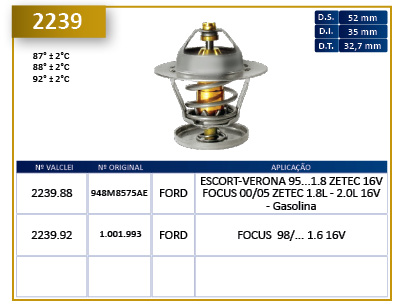 2239
D.S. 52 mm
D.I. 35 mm
D.T. 32,7 mm
87° ± 2°C
88° ± 2°C
92° ± 2°C
Nº VALCLEI Nº ORIGINAL APLICAÇÃO
2239.88 948M8575AE FORD ESCORT-VERONA 95...1.8 ZETEC 16V
FOCUS 00/05 ZETEC 1.8L - 2.0L 16V
- Gasolina
2239.92 1.001.993 FORD FOCUS 98/... 1.6 16V